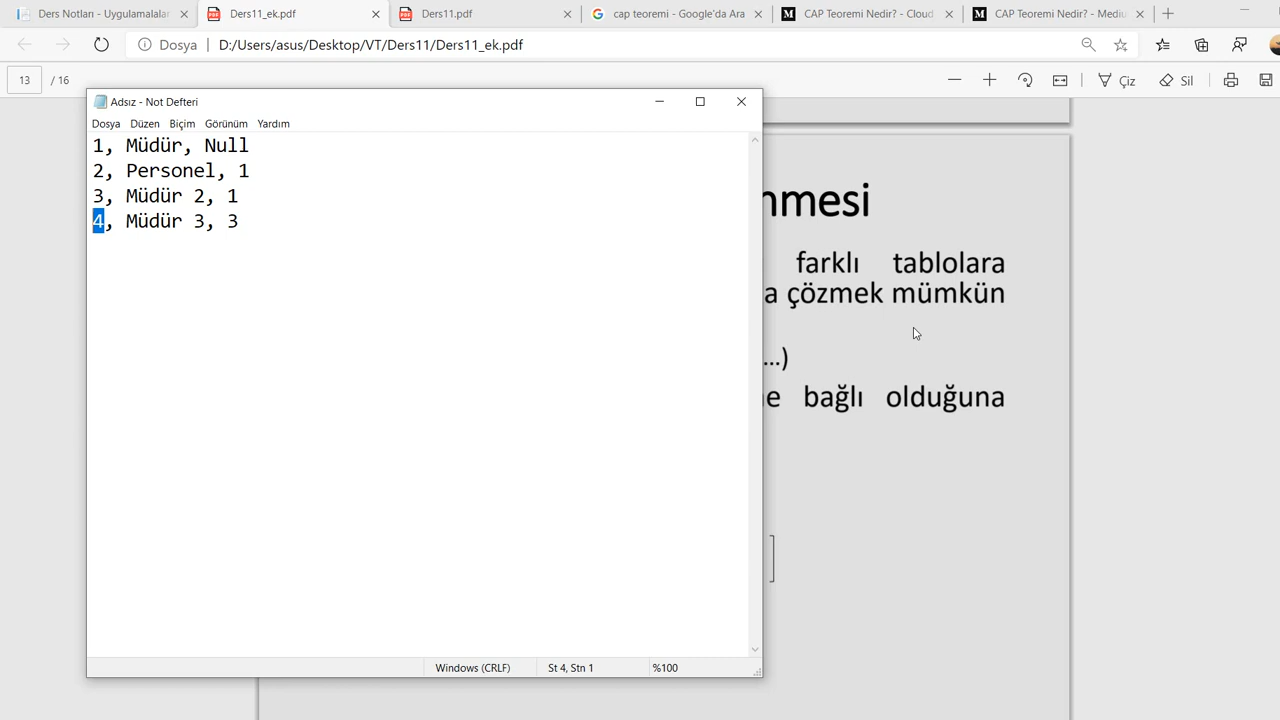 Ders Notları - Uygulamalalar
Ders11_ek.pdf
Ders11.pdf
cap teoremi - Google'da Ara
CAP Teoremi Nedir? - Cloud
CAP Teoremi Nedir? - Mediu
Dosya
D:/Users/asus/Desktop/VT/Ders11/Ders11_ek.pdf
13 / 16
Çiz
Sil
Adsız - Not Defteri
Dosya Düzen Biçim Görünüm Yardım
1, Müdür, Null
2, Personel, 1
3, Müdür 2, 1
4, Müdür 3, 3
nmesi
farklı tablolara
a çözmek mümkün
...)
e bağlı olduğuna
Windows (CRLF)
St 4, Stn 1
%100